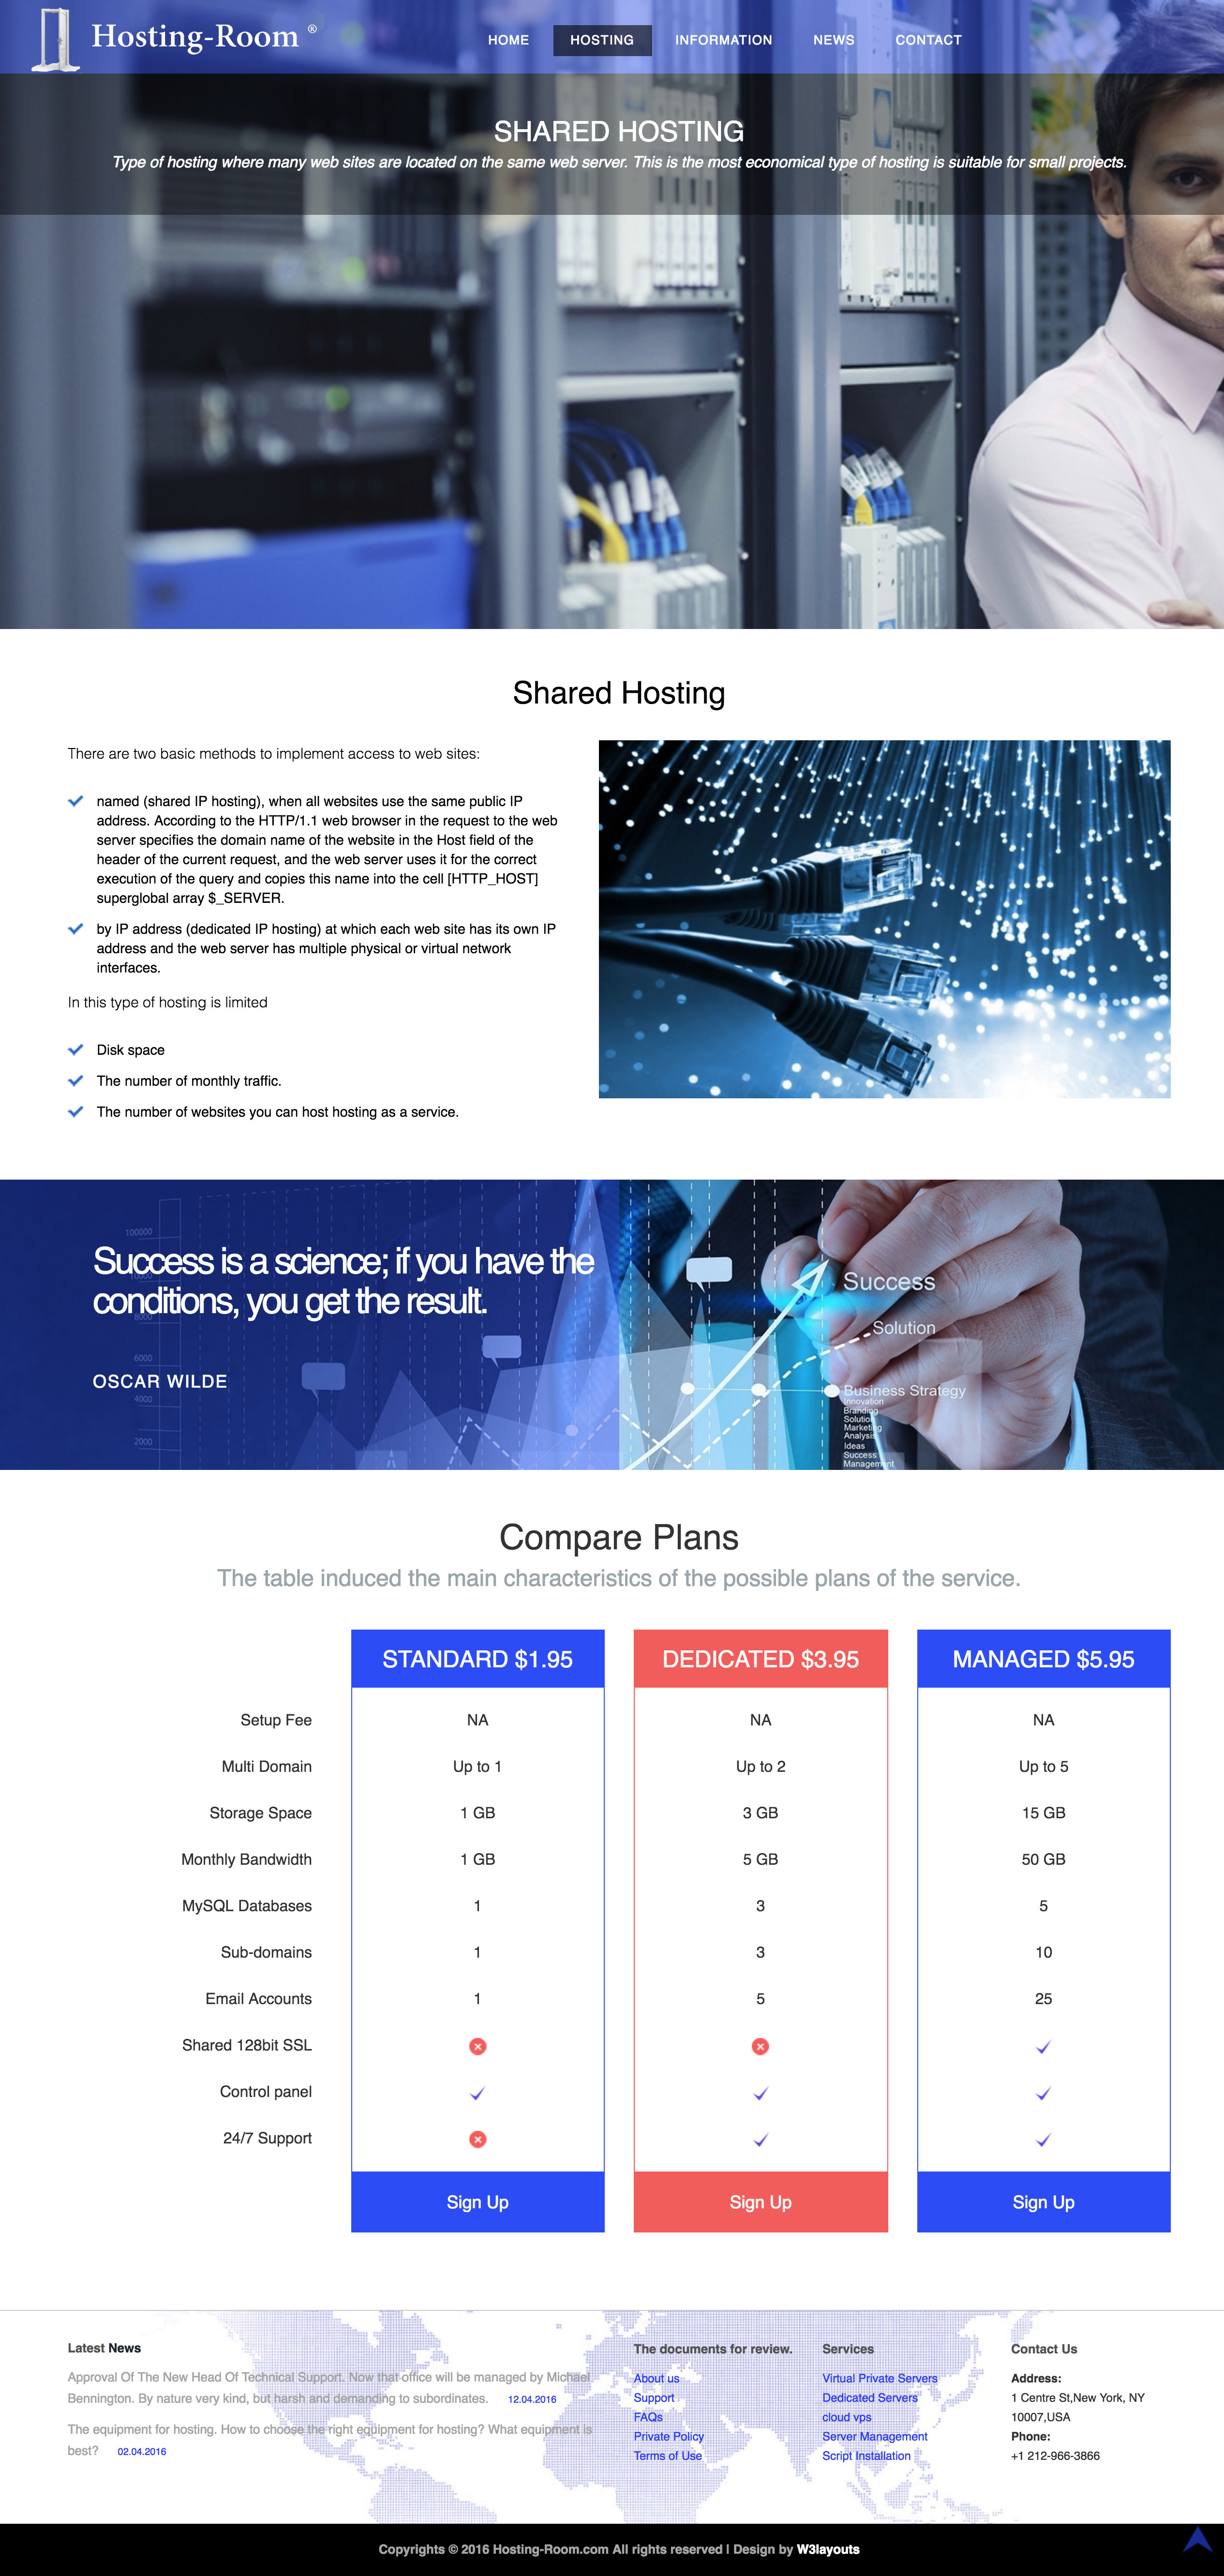 Hosting-Room ®
HOME HOSTING INFORMATION NEWS CONTACT
SHARED HOSTING
Type of hosting where many web sites are located on the same web server. This is the most economical type of hosting is suitable for small projects.
Shared Hosting
There are two basic methods to implement access to web sites:
named (shared IP hosting), when all websites use the same public IP
address. According to the HTTP/1.1 web browser in the request to the web
server specifies the domain name of the website in the Host field of the
header of the current request, and the web server uses it for the correct
execution of the query and copies this name into the cell [HTTP_HOST]
superglobal array $_SERVER.
by IP address (dedicated IP hosting) at which each web site has its own IP
address and the web server has multiple physical or virtual network
interfaces.
In this type of hosting is limited
Disk space
The number of monthly traffic.
The number of websites you can host hosting as a service.
Success is a science; if you have the
conditions, you get the result.
OSCAR WILDE
100000
10000
8000
6000
4000
2000
Success
Solution
Business Strategy
Innovation
Branding
Solution
Marketing
Analysis
Ideas
Success
Management
Compare Plans
The table induced the main characteristics of the possible plans of the service.
STANDARD $1.95 DEDICATED $3.95 MANAGED $5.95
Setup Fee NA NA NA
Multi Domain Up to 1 Up to 2 Up to 5
Storage Space 1 GB 3 GB 15 GB
Monthly Bandwidth 1 GB 5 GB 50 GB
MySQL Databases 1 3 5
Sub-domains 1 3 10
Email Accounts 1 5 25
Shared 128bit SSL
Control panel
24/7 Support
Sign Up Sign Up Sign Up
Latest News
Approval Of The New Head Of Technical Support. Now that office will be managed by Michael
Bennington. By nature very kind, but harsh and demanding to subordinates. 12.04.2016
The equipment for hosting. How to choose the right equipment for hosting? What equipment is
best? 02.04.2016
The documents for review.
About us
Support
FAQs
Private Policy
Terms of Use
Services
Virtual Private Servers
Dedicated Servers
cloud vps
Server Management
Script Installation
Contact Us
Address:
1 Centre St,New York, NY
10007,USA
Phone:
+1 212-966-3866
Copyrights © 2016 Hosting-Room.com All rights reserved | Design by W3layouts